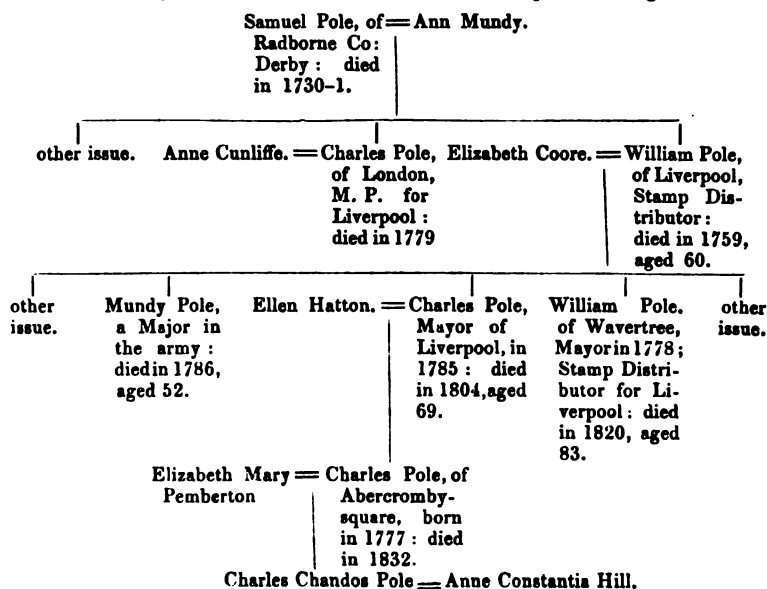 Samuel Pole, of = Ann Mundy.
Radborne Co:
Derby : died
in 1730-1.
other issue.
Anne Cunliffe. = Charles Pole,
of London,
M. P. for
Liverpool :
died in 1779
Elizabeth Coore. = William Pole,
of Liverpool,
Stamp Dis-
tributor :
died in 1759,
aged 60.
other
issue.
Mundy Pole,
a Major in
the army :
died in 1786,
aged 52.
Ellen Hatton. = Charles Pole,
Mayor of
Liverpool, in
1785 : died
in 1804, aged
69.
William Pole.
of Wavertree,
Mayor in 1778 ;
Stamp Distri-
butor for Li-
verpool : died
in 1820, aged
83.
other
issue.
Elizabeth Mary = Charles Pole, of
Pemberton
Abercromby-
square, born
in 1777 : died
in 1832.
Charles Chandos Pole = Anne Constantia Hill.